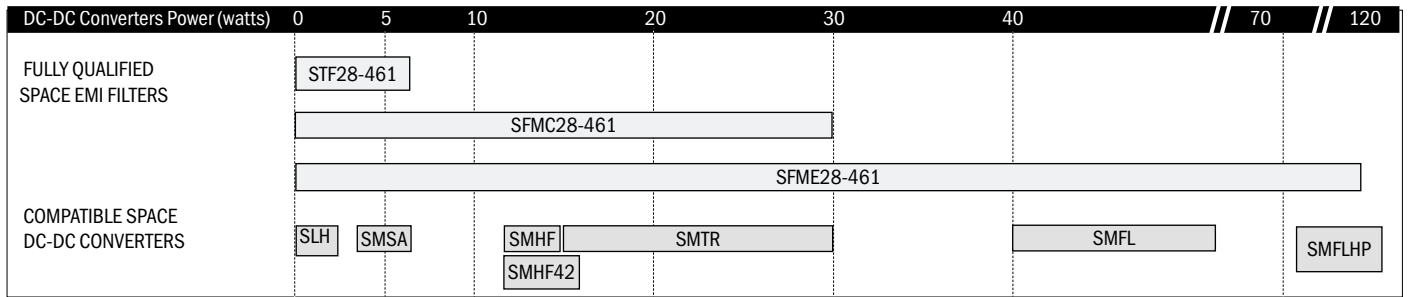 DC-DC Converters Power (watts) 0 5 10 20 30 40 70 120
FULLY QUALIFIED
SPACE EMI FILTERS
STF28-461
SFMC28-461
SFME28-461
COMPATIBLE SPACE
DC-DC CONVERTERS
SLH SMSA SMHF SMTR SMFL SMFLHP
SMHF42